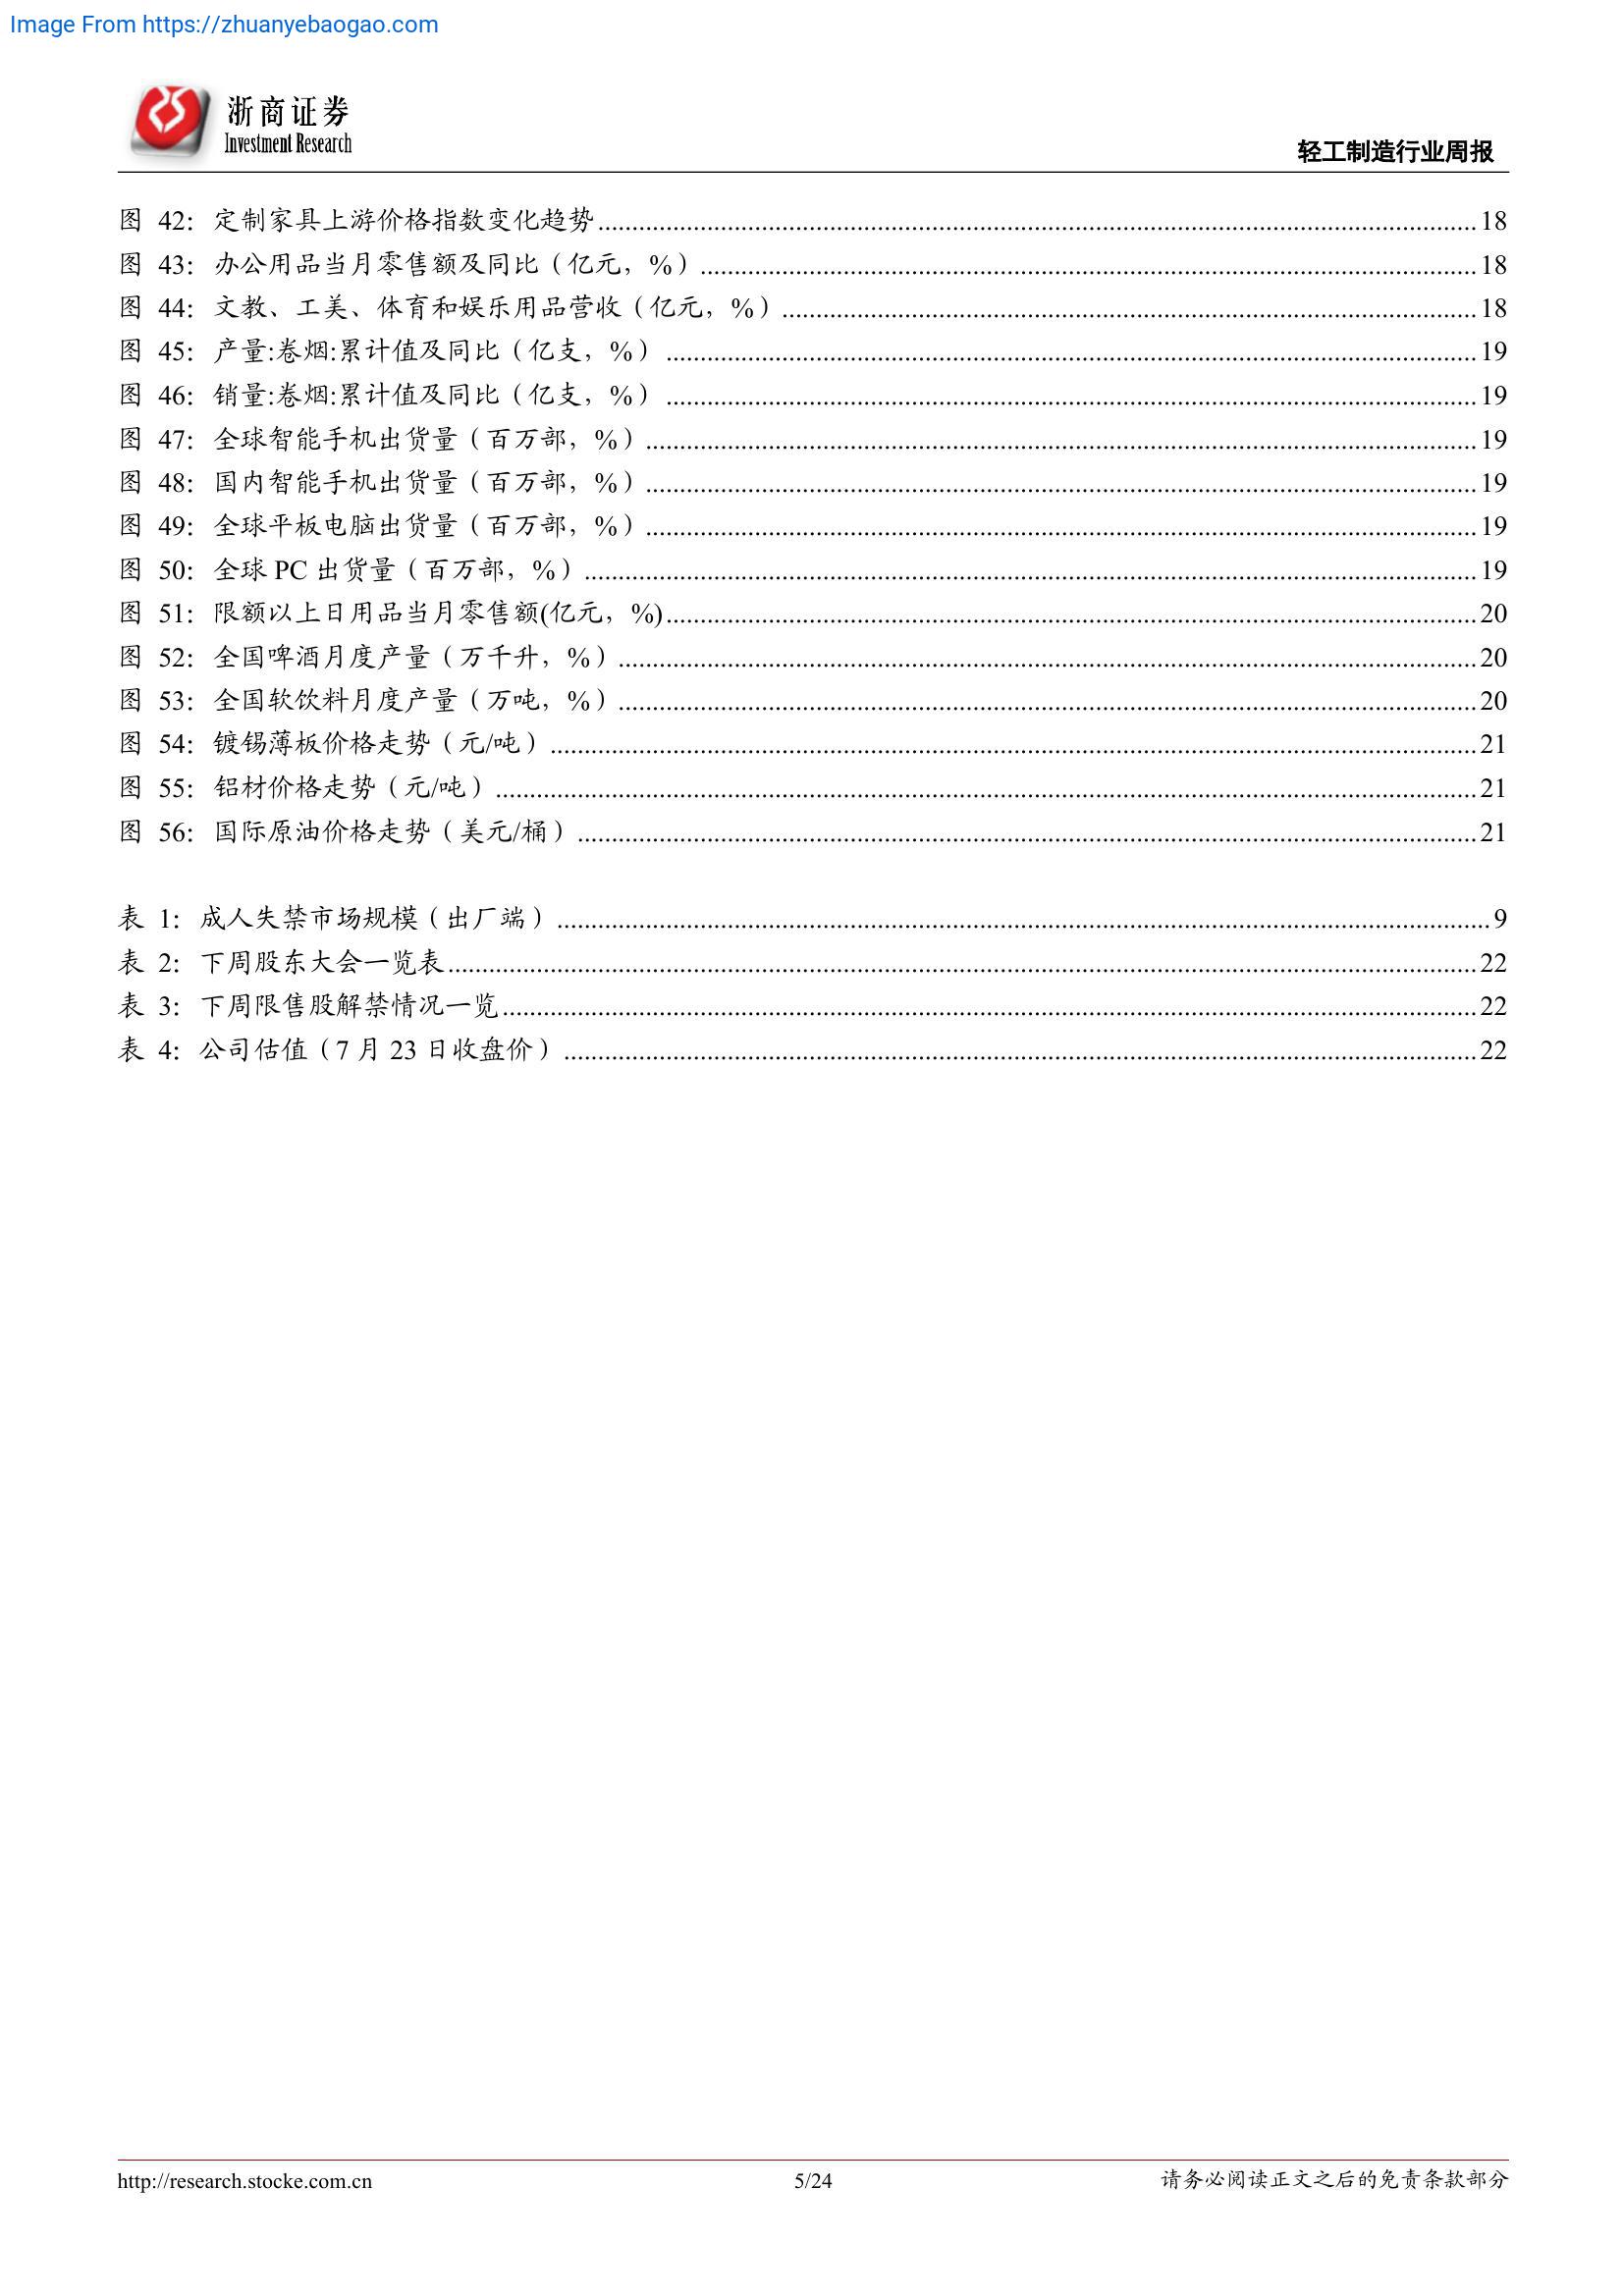 Image From https://zhuanyebaogao.com
浙商证券
Investment Research
轻工制造行业周报
图 42：定制家具上游价格指数变化趋势 18
图 43：办公用品当月零售额及同比（亿元，%） 18
图 44：文教、工美、体育和娱乐用品营收（亿元，%） 18
图 45：产量:卷烟:累计值及同比（亿支，%） 19
图 46：销量:卷烟:累计值及同比（亿支，%） 19
图 47：全球智能手机出货量（百万部，%） 19
图 48：国内智能手机出货量（百万部，%） 19
图 49：全球平板电脑出货量（百万部，%） 19
图 50：全球 PC 出货量（百万部，%） 19
图 51：限额以上日用品当月零售额(亿元，%) 20
图 52：全国啤酒月度产量（万千升，%） 20
图 53：全国软饮料月度产量（万吨，%） 20
图 54：镀锡薄板价格走势（元/吨） 21
图 55：铝材价格走势（元/吨） 21
图 56：国际原油价格走势（美元/桶） 21
表 1：成人失禁市场规模（出厂端） 9
表 2：下周股东大会一览表 22
表 3：下周限售股解禁情况一览 22
表 4：公司估值（7 月 23 日收盘价） 22
http://research.stocke.com.cn 5/24 请务必阅读正文之后的免责条款部分